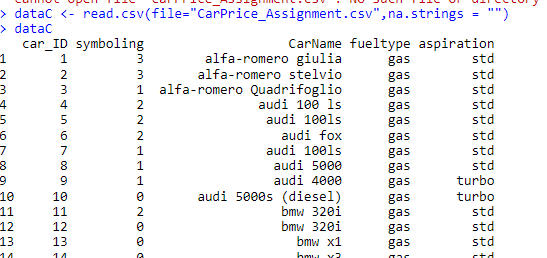 cannot open file 'CarPrice_Assignment.csv': No such file or directory
> dataC <- read.csv(file="CarPrice_Assignment.csv",na.strings = "")
> dataC
car_ID symboling CarName fueltype aspiration
1 1 3 alfa-romero giulia gas std
2 2 3 alfa-romero stelvio gas std
3 3 1 alfa-romero Quadrifoglio gas std
4 4 2 audi 100 ls gas std
5 5 2 audi 100ls gas std
6 6 2 audi fox gas std
7 7 1 audi 100ls gas std
8 8 1 audi 5000 gas std
9 9 1 audi 4000 gas turbo
10 10 0 audi 5000s (diesel) gas turbo
11 11 2 bmw 320i gas std
12 12 0 bmw 320i gas std
13 13 0 bmw x1 gas std
14 14 0 bmw x3 gas std